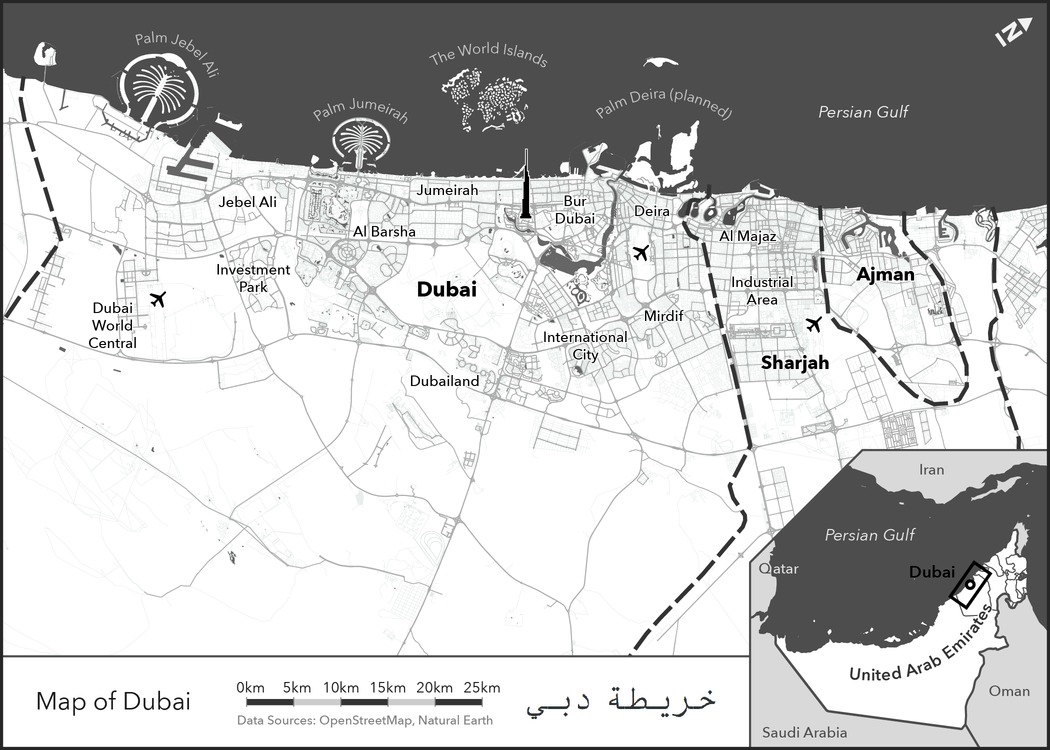 Palm Jebel Ali
The World Islands
Palm Jumeirah
Palm Deira (planned)
Persian Gulf
N
Jebel Ali
Jumeirah
Bur
Dubai
Deira
Al Barsha
Al Majaz
Investment
Park
Dubai
Ajman
Industrial
Area
Dubai
World
Central
Mirdif
International
City
Sharjah
Dubailand
Iran
Persian Gulf
Qatar
Dubai
United Arab Emirates
Oman
Saudi Arabia
Map of Dubai
0km 5km 10km 15km 20km 25km
Data Sources: OpenStreetMap, Natural Earth
خريطة دبي